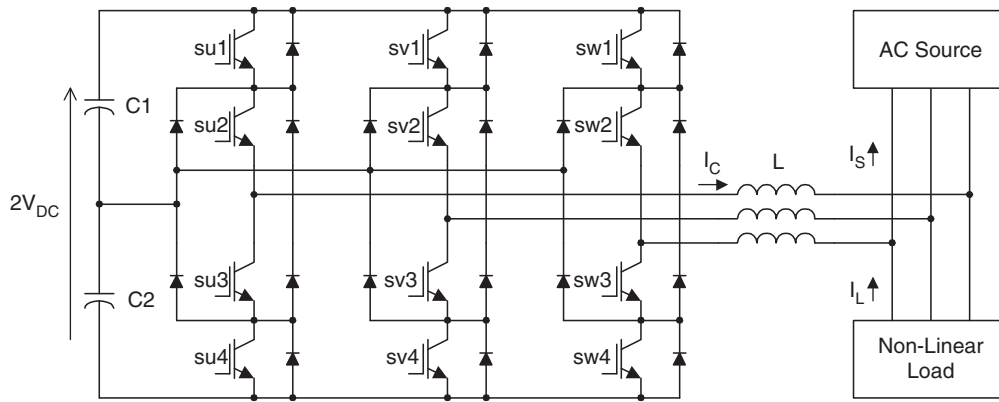 su1
sv1
sw1
AC Source
C1
su2
sv2
sw2
I_C
L
I_S
2V_DC
su3
sv3
sw3
C2
I_L
su4
sv4
sw4
Non-Linear
Load